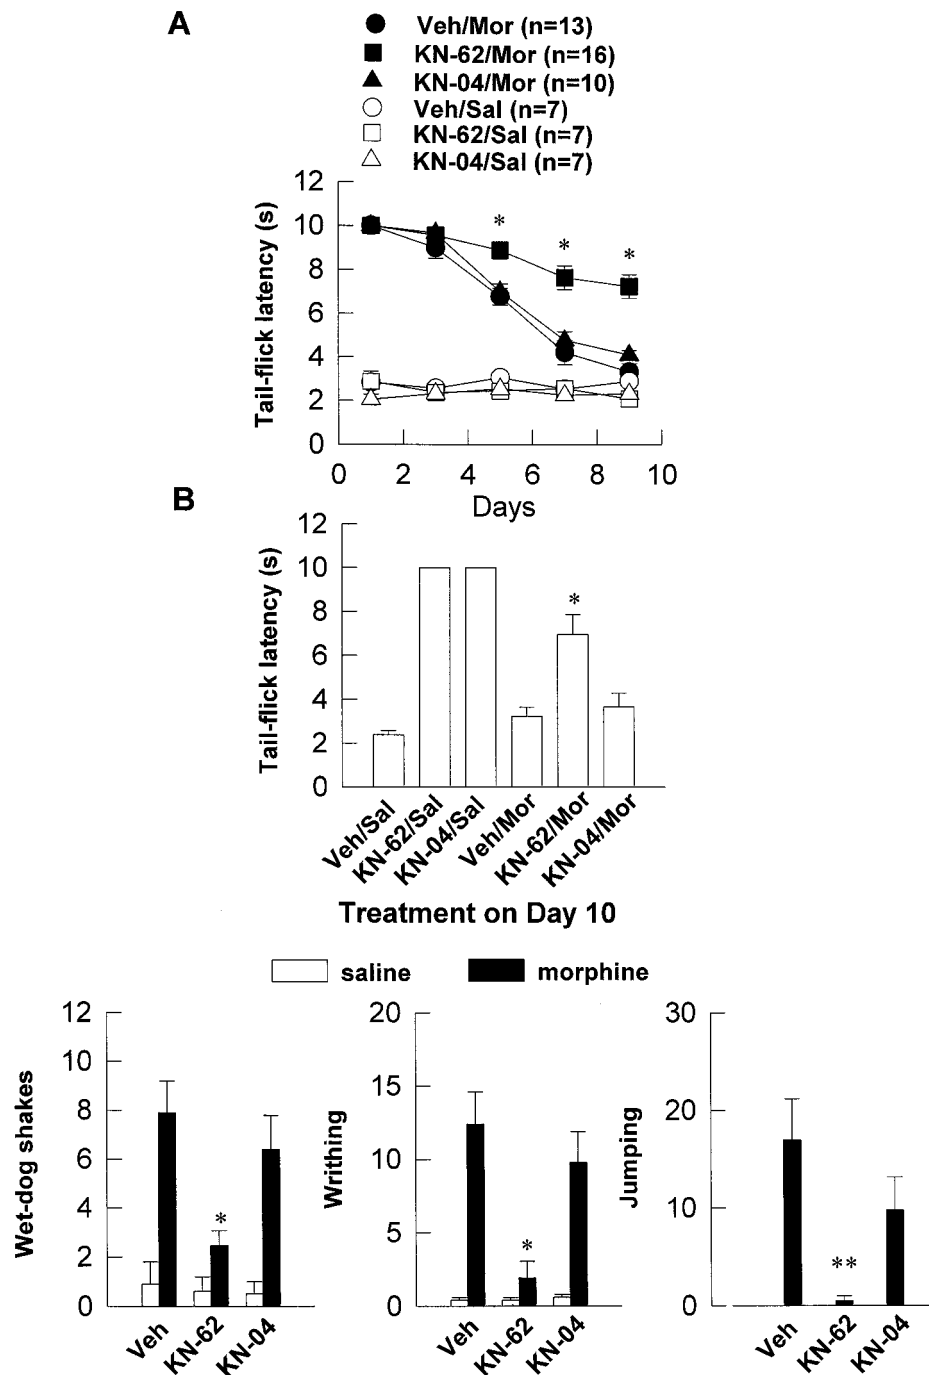 A
Veh/Mor (n=13)
KN-62/Mor (n=16)
KN-04/Mor (n=10)
Veh/Sal (n=7)
KN-62/Sal (n=7)
KN-04/Sal (n=7)
12
10
8
6
4
2
0
Tail-flick latency (s)
* * *
0 2 4 6 8 10
Days
B
12
10
8
6
4
2
0
Tail-flick latency (s)
*
Veh/Sal
KN-62/Sal
KN-04/Sal
Veh/Mor
KN-62/Mor
KN-04/Mor
Treatment on Day 10
saline morphine
12
10
8
6
4
2
0
Wet-dog shakes
*
Veh
KN-62
KN-04
20
15
10
5
0
Writhing
*
Veh
KN-62
KN-04
30
20
10
0
Jumping
**
Veh
KN-62
KN-04